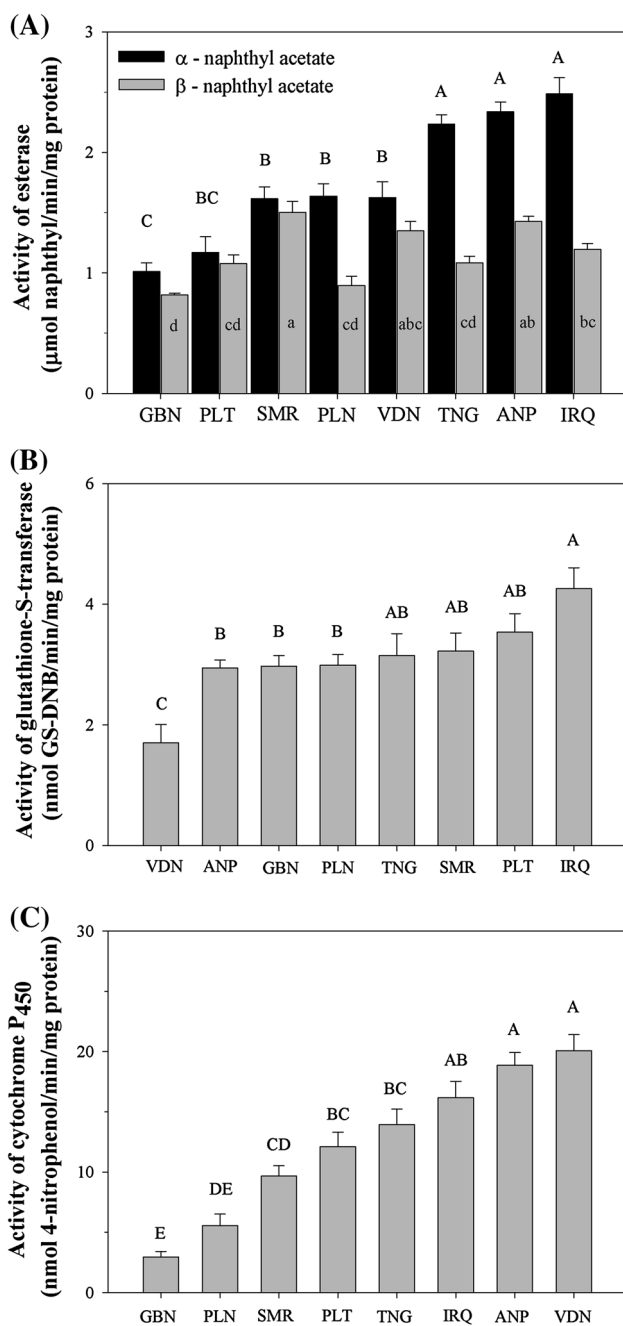 (A)
Activity of esterase
(μmol naphthyl/min/mg protein)
3
2
1
0
α - naphthyl acetate
β - naphthyl acetate
C
BC
B
B
B
A
A
A
d
cd
a
cd
abc
cd
ab
bc
GBN PLT SMR PLN VDN TNG ANP IRQ
(B)
Activity of glutathione-S-transferase
(nmol GS-DNB/min/mg protein)
6
4
2
0
C
B
B
B
AB
AB
AB
A
VDN ANP GBN PLN TNG SMR PLT IRQ
(C)
Activity of cytochrome P450
(nmol 4-nitrophenol/min/mg protein)
30
20
10
0
E
DE
CD
BC
BC
AB
A
A
GBN PLN SMR PLT TNG IRQ ANP VDN